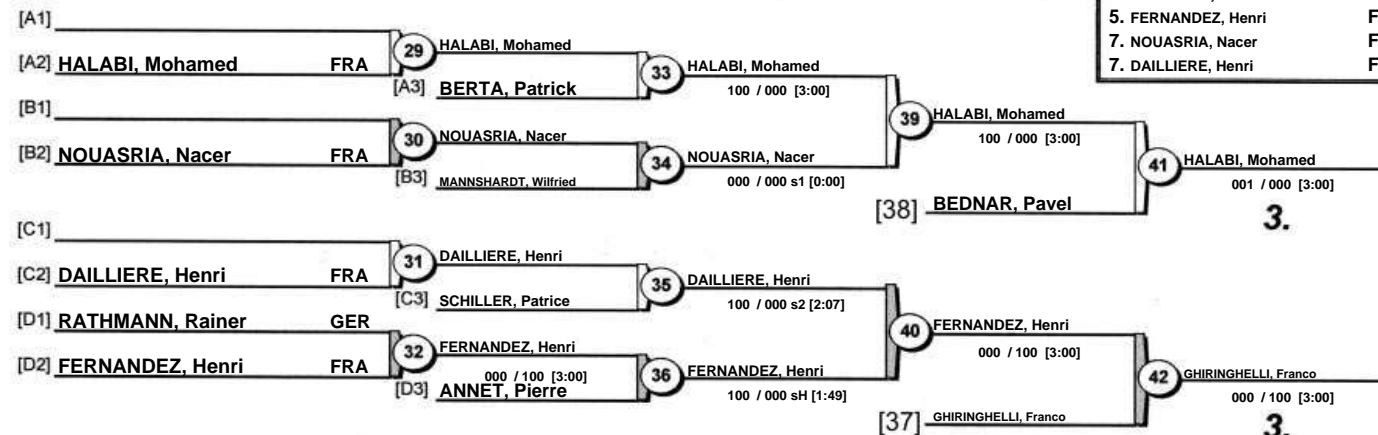 5. FERNANDEZ, Henri F
7. NOUASRIA, Nacer F
7. DAILLIERE, Henri F
[A1]
[A2] HALABI, Mohamed FRA
29 HALABI, Mohamed
[A3] BERTA, Patrick
33 HALABI, Mohamed
100 / 000 [3:00]
[B1]
[B2] NOUASRIA, Nacer FRA
30 NOUASRIA, Nacer
[B3] MANNSHARDT, Wilfried
34 NOUASRIA, Nacer
000 / 000 s1 [0:00]
39 HALABI, Mohamed
100 / 000 [3:00]
[38] BEDNAR, Pavel
41 HALABI, Mohamed
001 / 000 [3:00]
3.
[C1]
[C2] DAILLIERE, Henri FRA
31 DAILLIERE, Henri
[C3] SCHILLER, Patrice
35 DAILLIERE, Henri
100 / 000 s2 [2:07]
[D1] RATHMANN, Rainer GER
[D2] FERNANDEZ, Henri FRA
32 FERNANDEZ, Henri
000 / 100 [3:00]
[D3] ANNET, Pierre
36 FERNANDEZ, Henri
100 / 000 sH [1:49]
40 FERNANDEZ, Henri
000 / 100 [3:00]
[37] GHIRINGHELLI, Franco
42 GHIRINGHELLI, Franco
000 / 100 [3:00]
3.